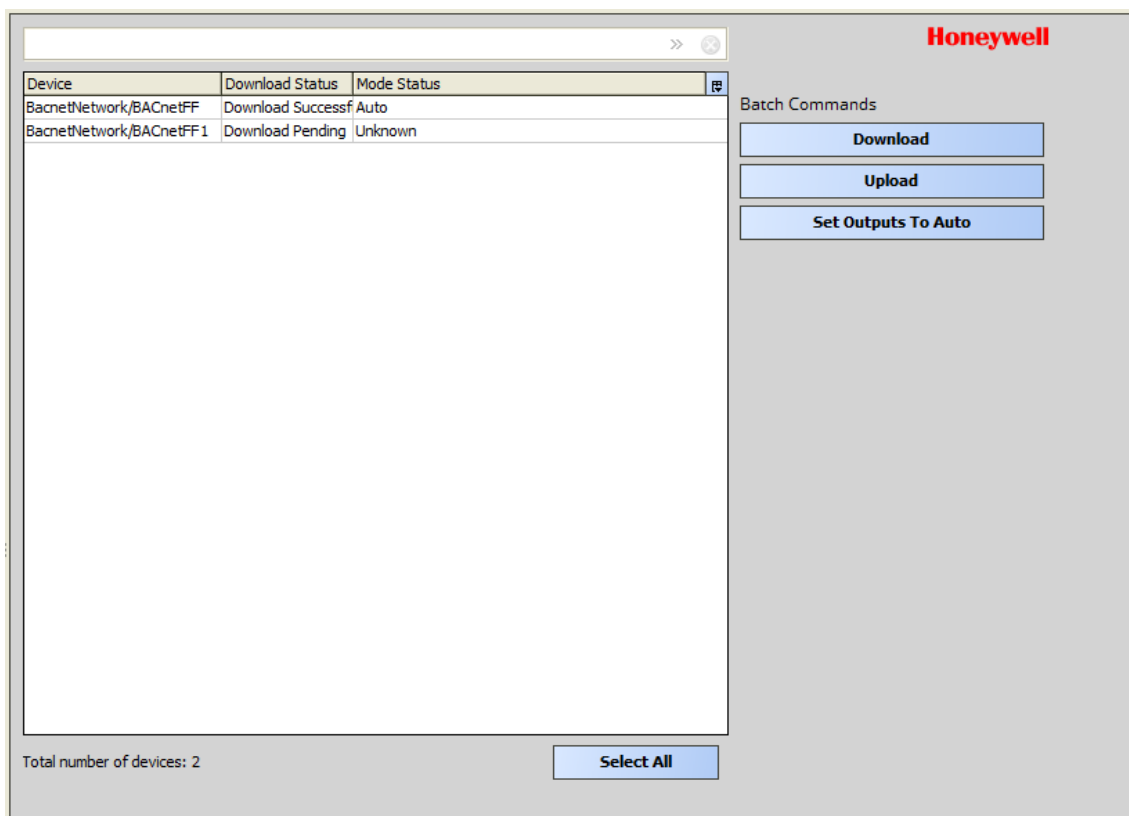 Honeywell
Device Download Status Mode Status
BacnetNetwork/BACnetFF Download Successf Auto
BacnetNetwork/BACnetFF1 Download Pending Unknown
Batch Commands
Download
Upload
Set Outputs To Auto
Total number of devices: 2
Select All